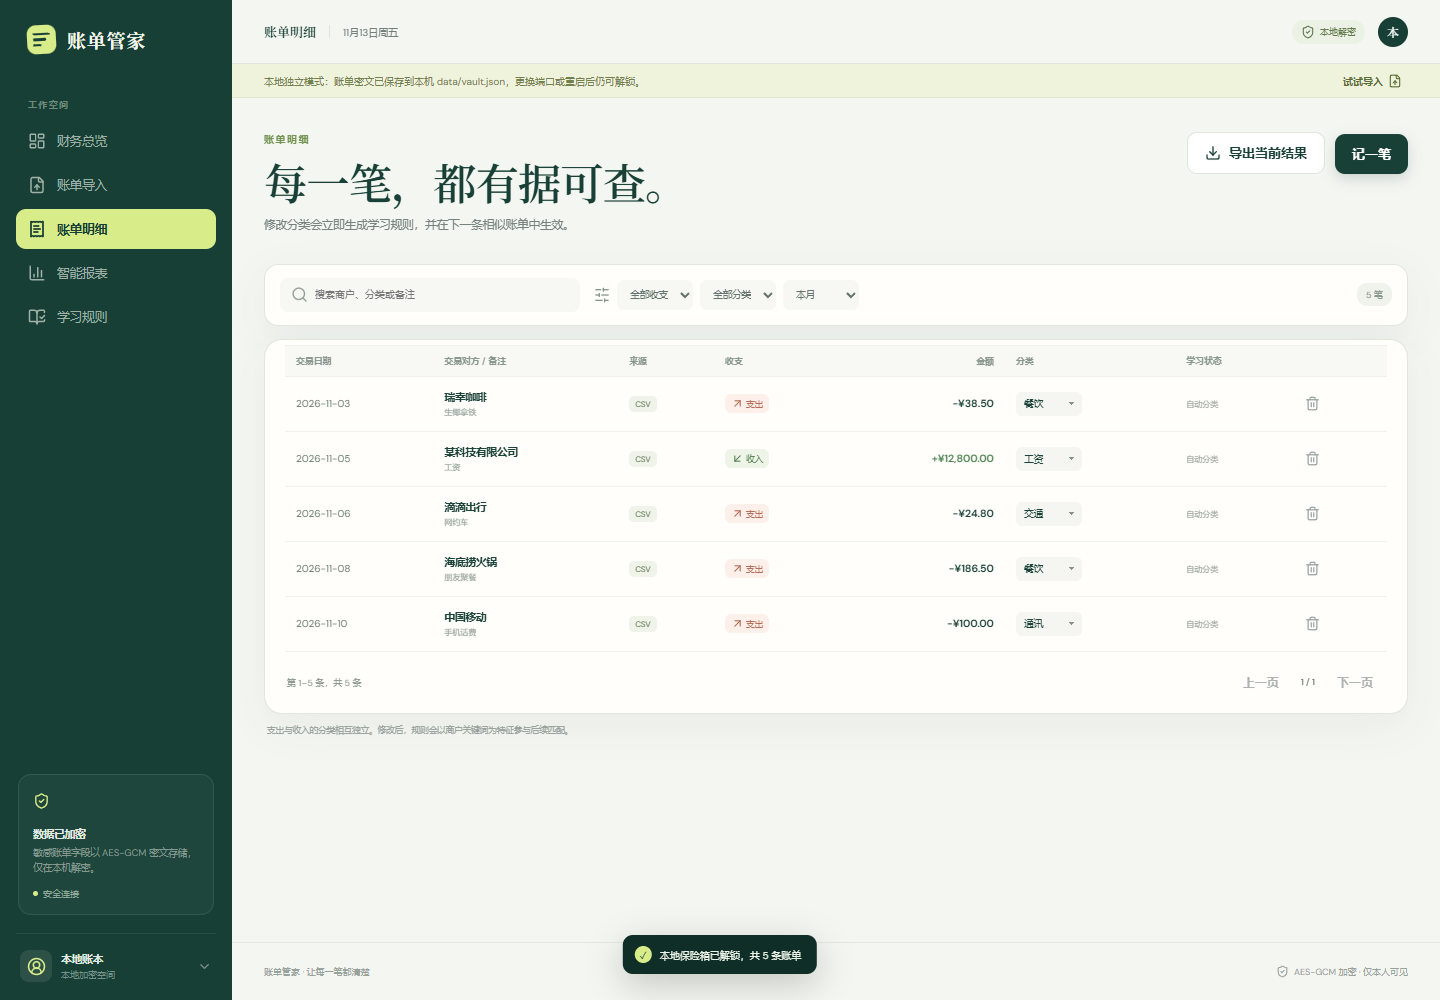 账单管家
工作空间
财务总览
账单导入
账单明细
智能报表
学习规则
数据已加密
敏感账单字段以 AES-GCM 密文存储，
仅在本机解密。
安全连接
本地账本
本地加密空间
账单明细
11月13日周五
本地解密
本
本地独立模式：账单密文已保存到本机 data/vault.json，更换端口或重启后仍可解锁。
试试导入
账单明细
每一笔，都有据可查。
修改分类会立即生成学习规则，并在下一条相似账单中生效。
导出当前结果
记一笔
搜索商户、分类或备注
全部收支
全部分类
本月
5 笔
交易日期 交易对方 / 备注 来源 收支 金额 分类 学习状态
2026-11-03 瑞幸咖啡 CSV 支出 -¥38.50 餐饮 自动分类
生椰拿铁
2026-11-05 某科技有限公司 CSV 收入 +¥12,800.00 工资 自动分类
工资
2026-11-06 滴滴出行 CSV 支出 -¥24.80 交通 自动分类
网约车
2026-11-08 海底捞火锅 CSV 支出 -¥186.50 餐饮 自动分类
朋友聚餐
2026-11-10 中国移动 CSV 支出 -¥100.00 通讯 自动分类
手机话费
第 1-5 条，共 5 条
上一页
1 / 1
下一页
支出与收入的分类相互独立。修改后，规则会以商户关键词为特征参与后续匹配。
本地保险箱已解锁，共 5 条账单
账单管家 · 让每一笔都清楚
AES-GCM 加密 · 仅本人可见